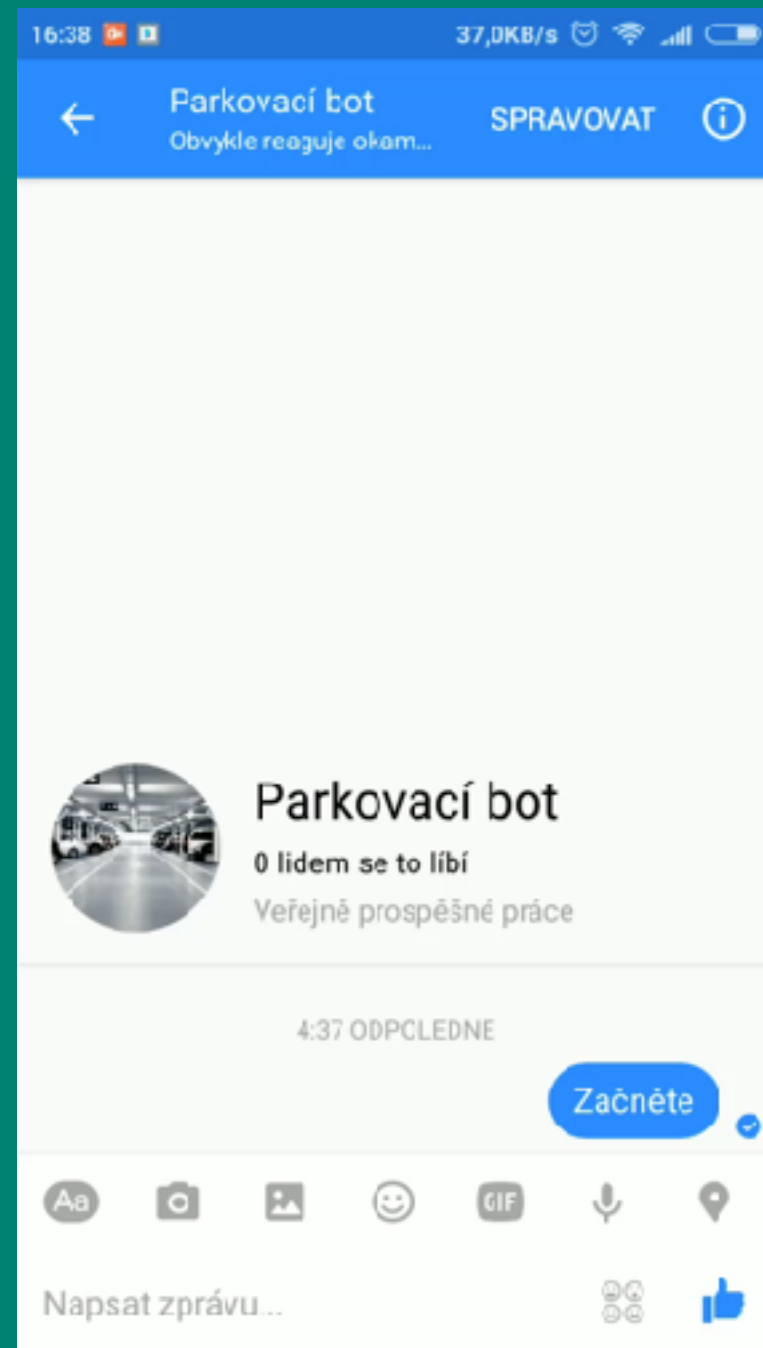 16:38
37,0KB/s
Parkovací bot
Obvykle reaguje okam...
SPRAVOVAT
Parkovací bot
0 lidem se to líbí
Veřejně prospěšné práce
4:37 ODPOLEDNE
Začněte
Aa
GIF
Napsat zprávu...